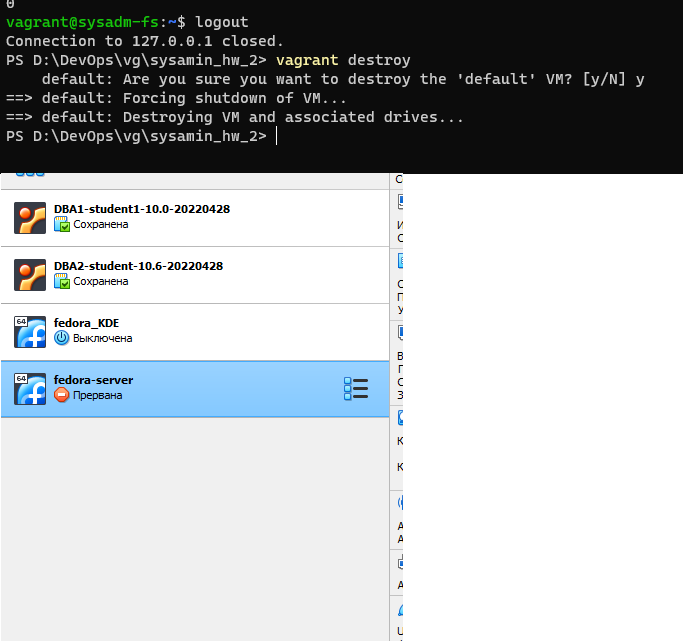 0
vagrant@sysadm-fs:~$ logout
Connection to 127.0.0.1 closed.
PS D:\DevOps\vg\sysamin_hw_2> vagrant destroy
default: Are you sure you want to destroy the 'default' VM? [y/N] y
==> default: Forcing shutdown of VM...
==> default: Destroying VM and associated drives...
PS D:\DevOps\vg\sysamin_hw_2>
DBA1-student1-10.0-20220428
Сохранена
DBA2-student-10.6-20220428
Сохранена
64
fedora_KDE
Выключена
64
fedora-server
Прервана